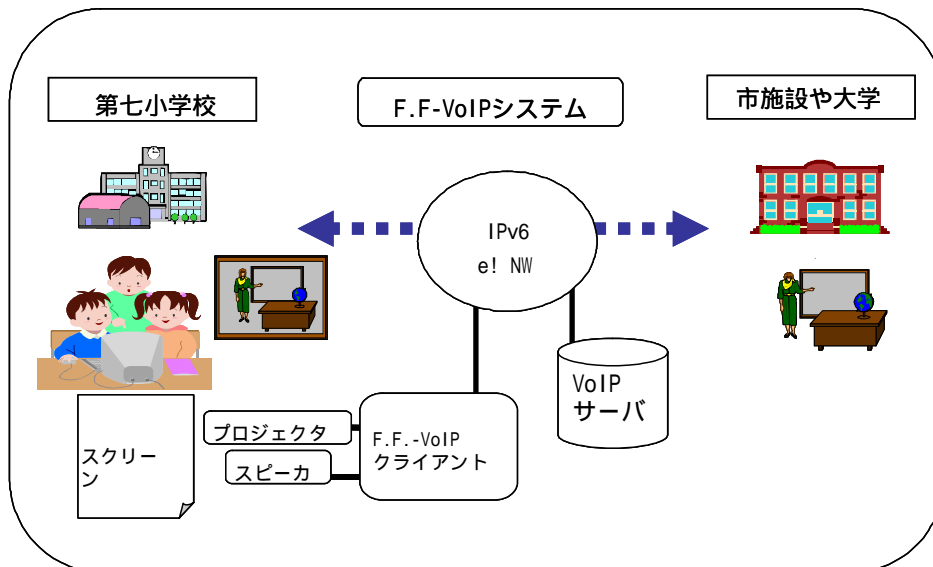 第七小学校
F.F-VoIPシステム
市施設や大学
IPv6
e! NW
VoIP
サーバ
プロジェクタ
スピーカ
F.F.-VoIP
クライアント
スクリー
ン